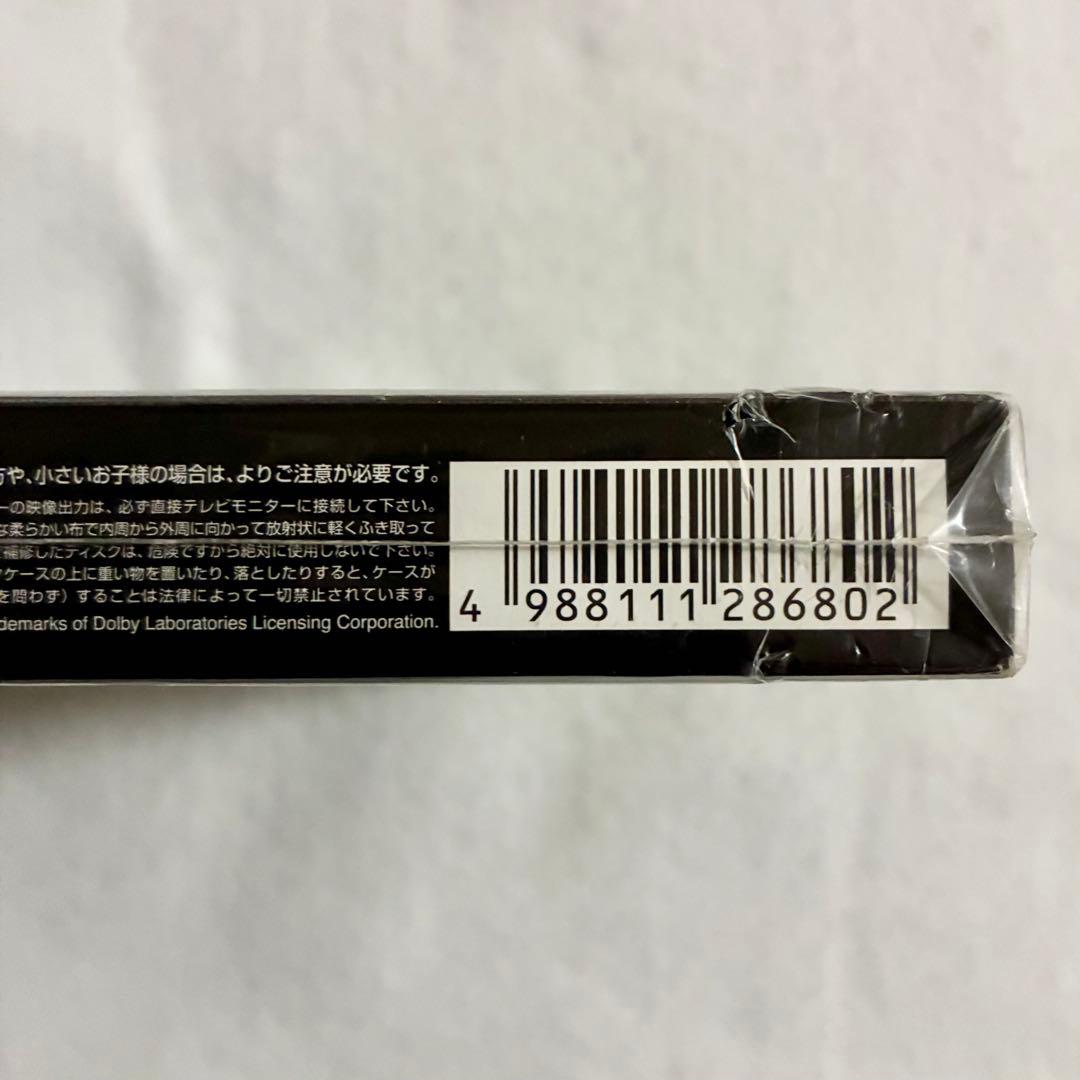 や、小さいお子様の場合は、よりご注意が必要です。
ーの映像出力は、必ず直接テレビモニターに接続して下さい。
な柔らかい布で内周から外周に向かって放射状に軽くふき取って
補修したディスクは、危険ですから絶対に使用しないで下さい。
ケースの上に重い物を置いたり、落としたりすると、ケースが
を問わず）することは法律によって一切禁止されています。
demarks of Dolby Laboratories Licensing Corporation.
4 988111 286802